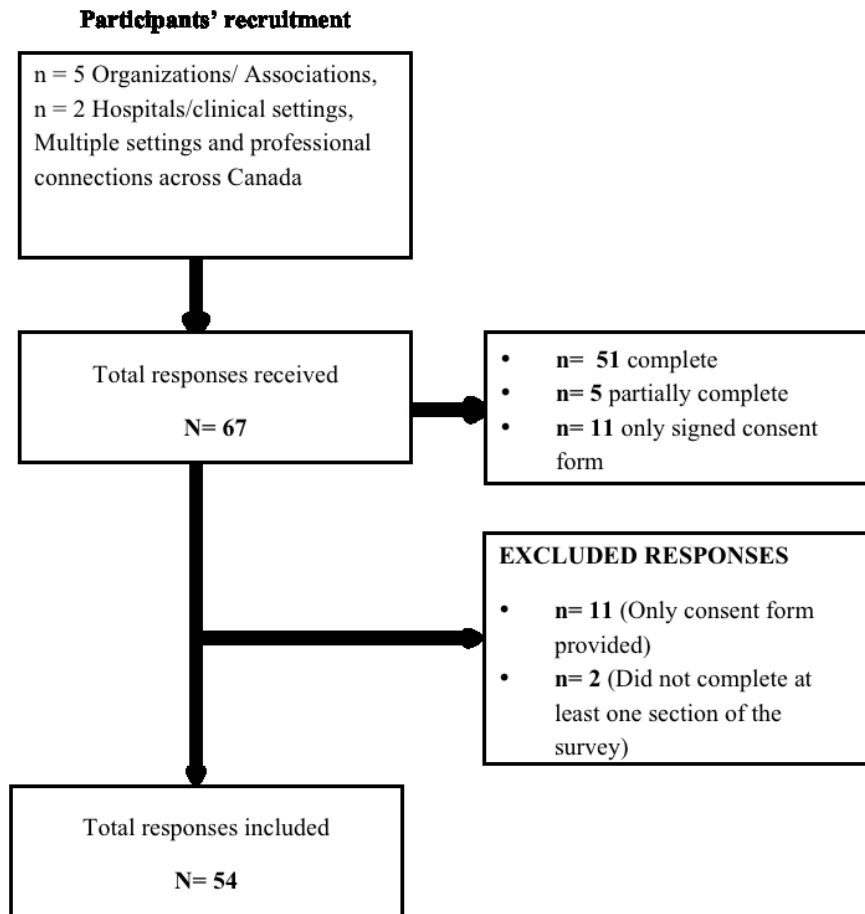 Participants' recruitment
n = 5 Organizations/ Associations,
n = 2 Hospitals/clinical settings,
Multiple settings and professional
connections across Canada
Total responses received
N= 67
• n= 51 complete
• n= 5 partially complete
• n= 11 only signed consent
form
EXCLUDED RESPONSES
• n= 11 (Only consent form
provided)
• n= 2 (Did not complete at
least one section of the
survey)
Total responses included
N= 54